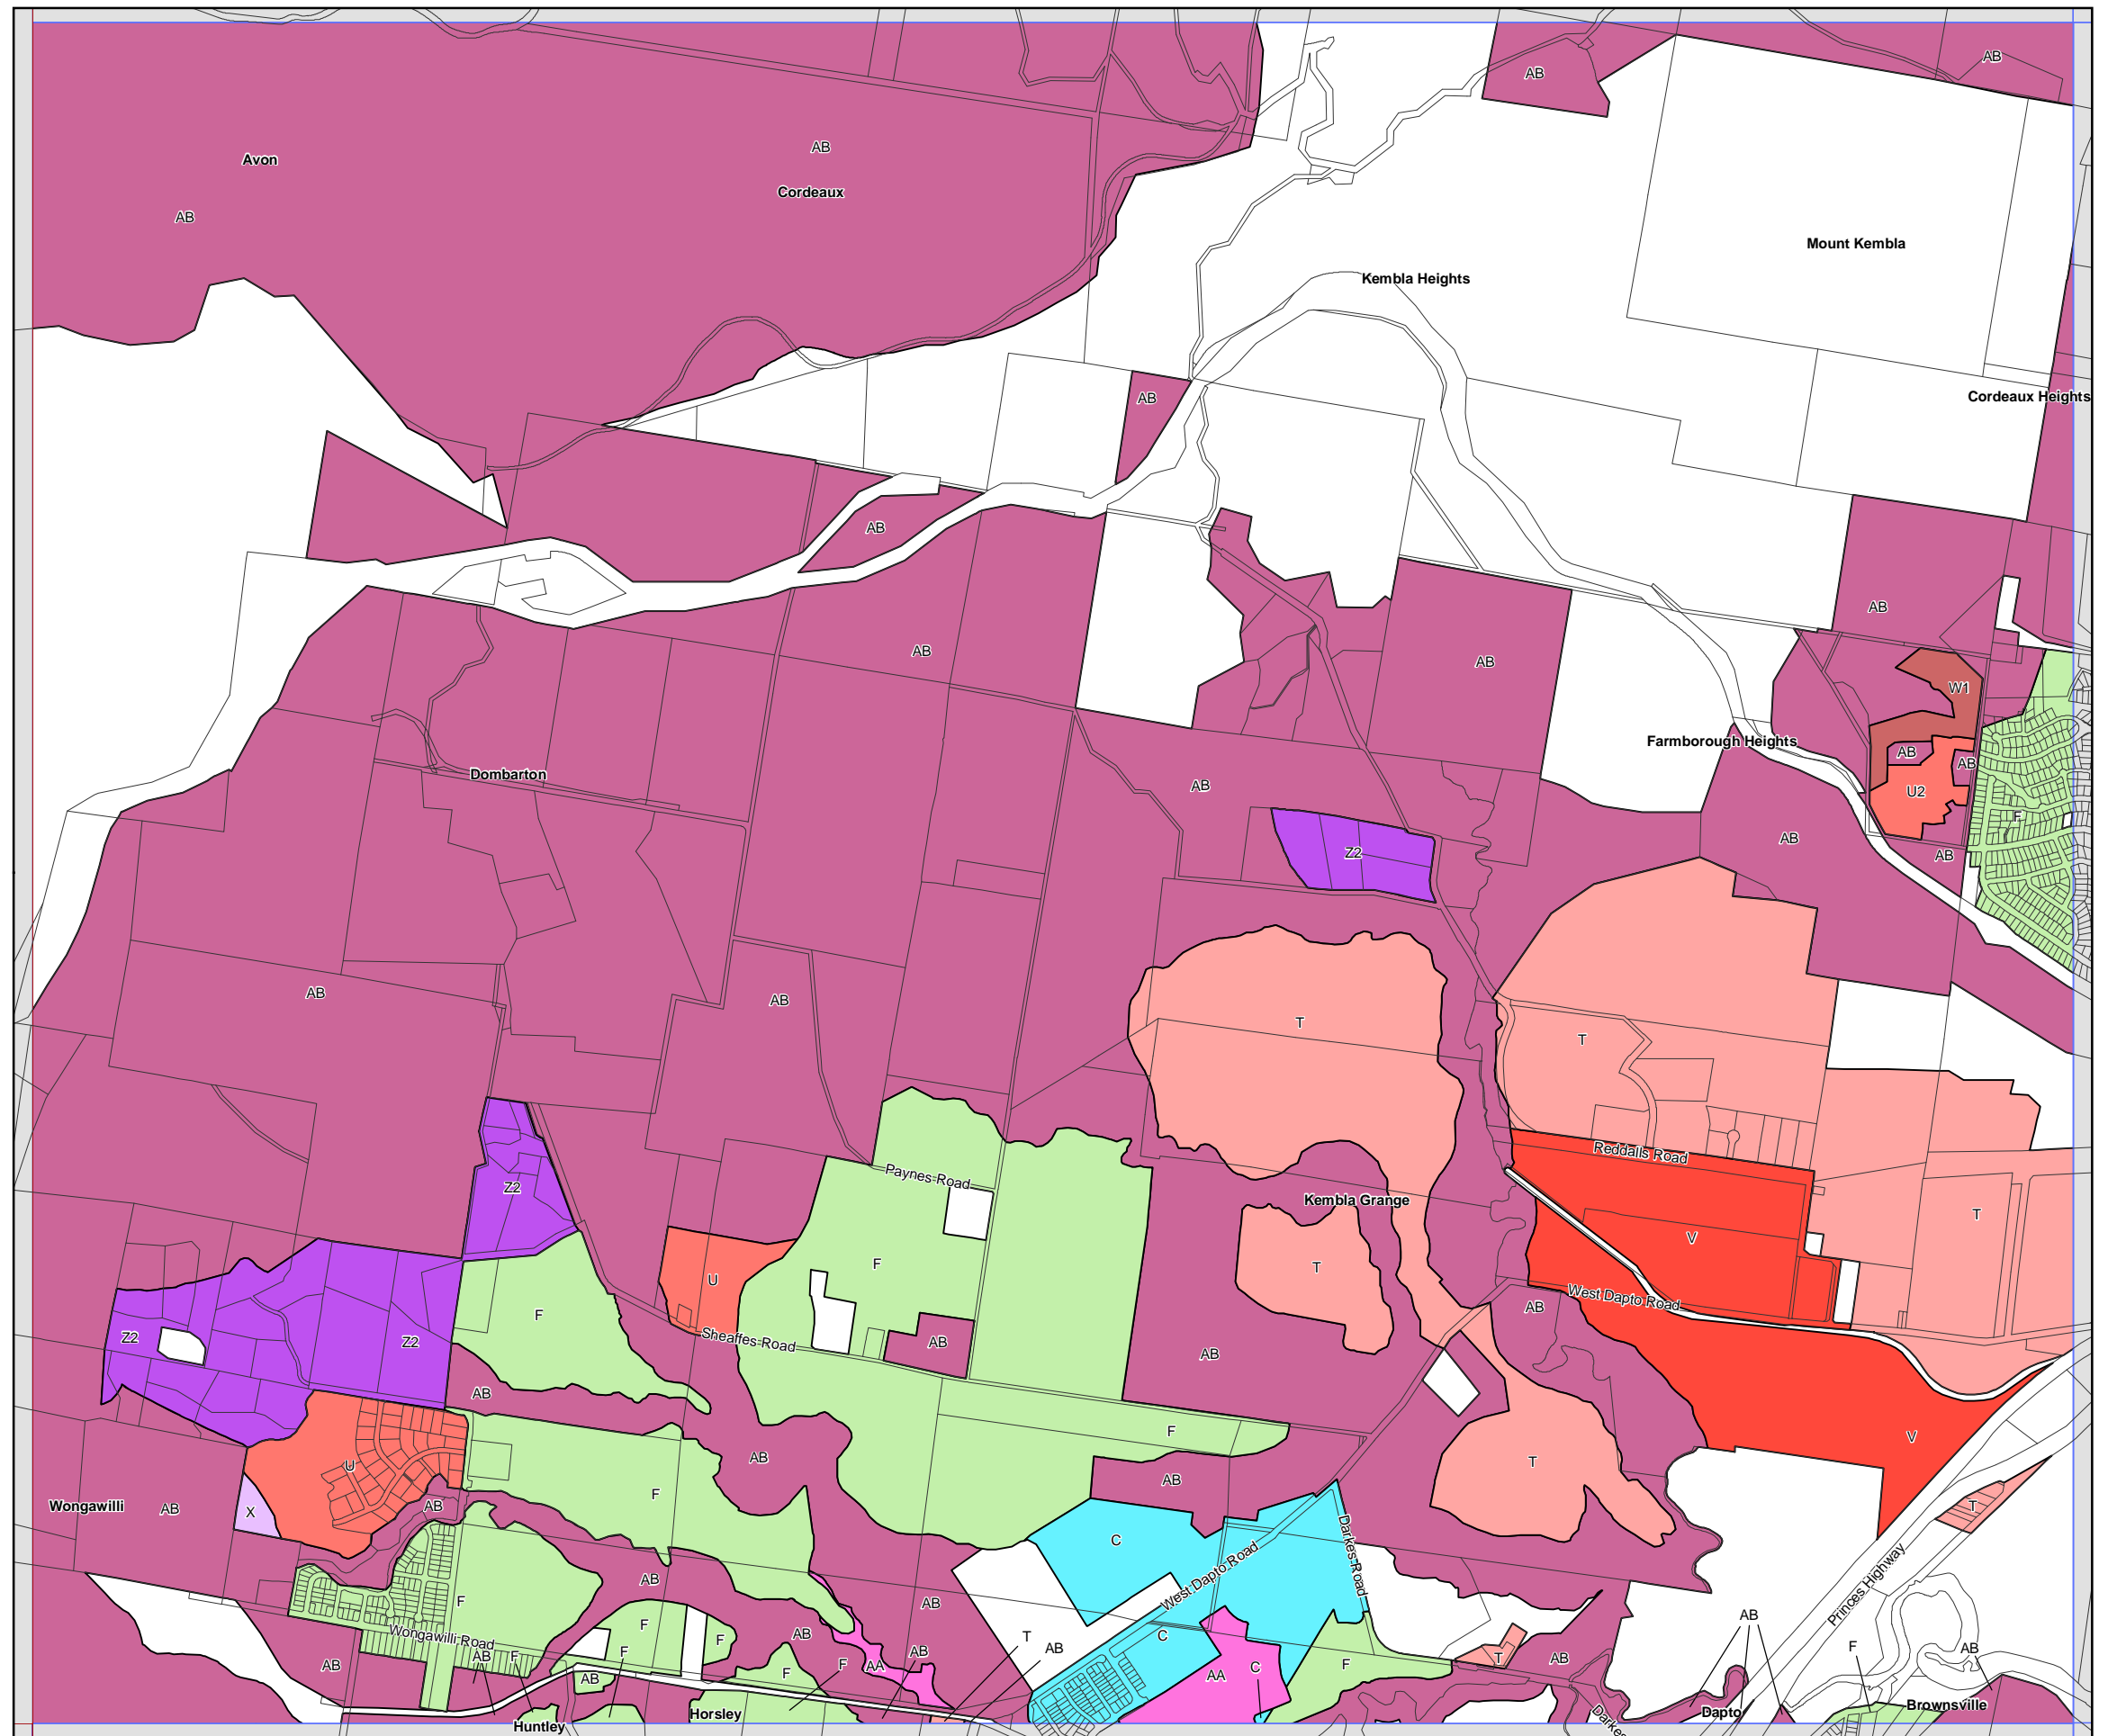 AB
AB
Avon
AB
Cordeaux
AB
Mount Kembla
Kembla Heights
AB
Cordeaux Heights
AB
AB
AB
AB
W1
Farmborough Heights
AB
AB
Dombarton
AB
U2
F
AB
Z2
AB
AB
AB
T
T
Reddalls Road
Paynes Road
Z2
Kembla Grange
T
V
F
T
U
West Dapto Road
AB
F
Z2
Z2
Sheaffes Road
AB
AB
AB
F
V
AB
T
U
AB
F
Wongawilli
AB
AB
X
T
C
Darkes Road
West Dapto Road
Princes Highway
AB
F
AB
AB
F
F
AB
T
C
Wongawilli Road
AB
F
F
AB
AB
F
AB
F
F
AA
AB
AA
C
F
T
AB
F
AB
Huntley
Horsley
Darkes
Dapto
Brownsville